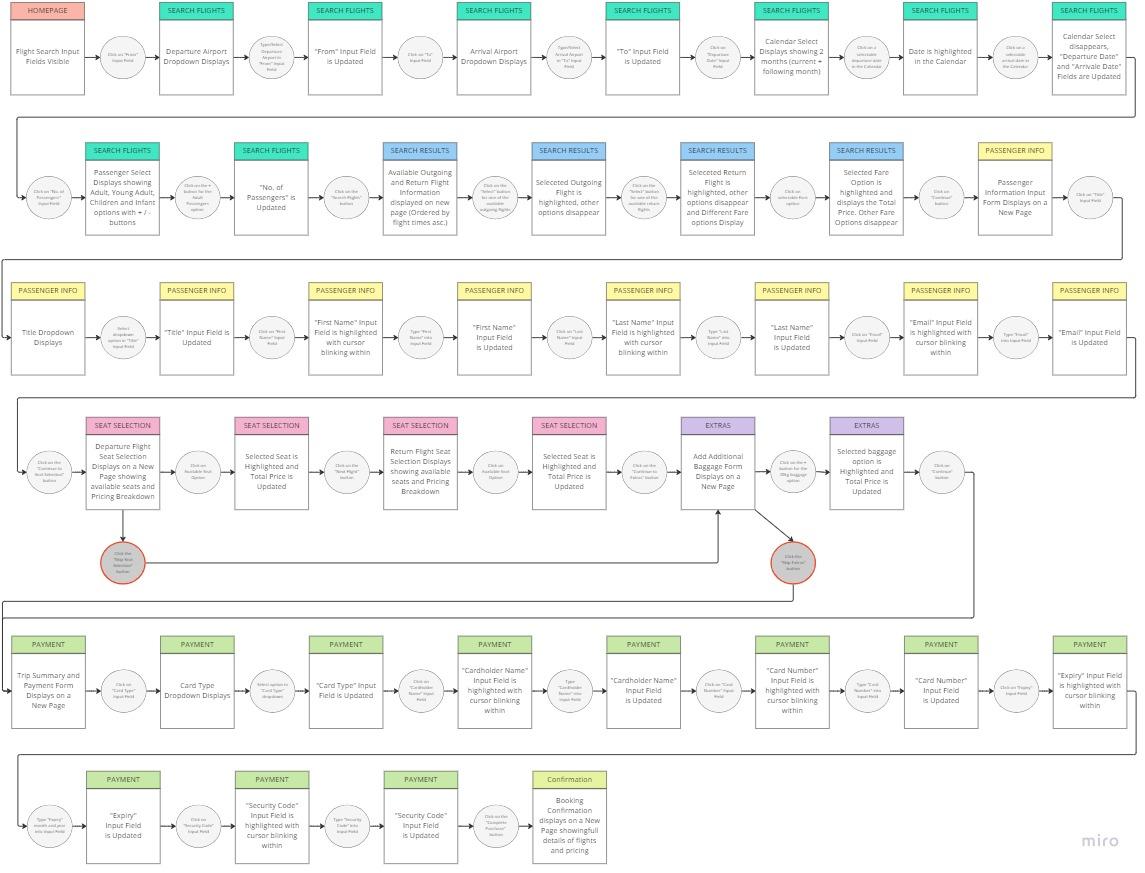 HOMEPAGE
Flight Search Input
Fields Visible
Click on "From"
Input Field
SEARCH FLIGHTS
Departure Airport
Dropdown Displays
Type/Select
Departure
Airport in
"From" Input
Field
SEARCH FLIGHTS
"From" Input Field
is Updated
Click on "To"
Input Field
SEARCH FLIGHTS
Arrival Airport
Dropdown Displays
Type/Select
Arrival Airport
in "To" Input
Field
SEARCH FLIGHTS
"To" Input Field
is Updated
Click on
"Departure
Date" Input
Field
SEARCH FLIGHTS
Calendar Select
Displays showing 2
months (current +
following month)
Click on a
selectable
departure date
in the Calendar
SEARCH FLIGHTS
Date is highlighted
in the Calendar
Click on a
selectable
arrival date in
the Calendar
SEARCH FLIGHTS
Calendar Select
disappears,
"Departure Date"
and "Arrivale Date"
Fields are Updated
Click on "No. of
Passengers"
Input Field
SEARCH FLIGHTS
Passenger Select
Displays showing
Adult, Young Adult,
Children and Infant
options with + / -
buttons
Click on the +
button for the
Adult
Passengers
option
SEARCH FLIGHTS
"No. of
Passengers" is
Updated
Click on the
"Search Flights"
button
SEARCH RESULTS
Available Outgoing
and Return Flight
Information
displayed on new
page (Ordered by
flight times asc.)
Click on the
"Select" button
for one of the
available
outgoing flights
SEARCH RESULTS
Seleceted Outgoing
Flight is
highlighted, other
options disappear
Click on the
"Select" button
for one of the
available return
flights
SEARCH RESULTS
Seleceted Return
Flight is
highlighted, other
options disappear
and Different Fare
options Display
Click on
selectable Fare
option
SEARCH RESULTS
Selected Fare
Option is
Highlighted and
displays the Total
Price. Other Fare
Options disappear
Click on
"Continue"
button
PASSENGER INFO
Passenger
Information Input
Form Displays on a
New Page
Click on "Title"
Input Field
PASSENGER INFO
Title Dropdown
Displays
Select
dropdown
option in "Title"
Input Field
PASSENGER INFO
"Title" Input Field is
Updated
Click on "First
Name" Input
Field
PASSENGER INFO
"First Name" Input
Field is highlighted
with cursor
blinking within
Type "First
Name" into
Input Field
PASSENGER INFO
"First Name"
Input Field
is Updated
Click on "Last
Name" Input
Field
PASSENGER INFO
"Last Name" Input
Field is highlighted
with cursor
blinking within
Type "Last
Name" into
Input Field
PASSENGER INFO
"Last Name"
Input Field
is Updated
Click on "Email"
Input Field
PASSENGER INFO
"Email" Input Field
is highlighted with
cursor blinking
within
Type "Email"
into Input Field
PASSENGER INFO
"Email" Input Field
is Updated
Click on the
"Continue to
Seat Selection"
button
SEAT SELECTION
Departure Flight
Seat Selection
Displays on a New
Page showing
available seats and
Pricing Breakdown
Click on
Available Seat
Option
SEAT SELECTION
Selected Seat is
Highlighted and
Total Price is
Updated
Click on the
"Next Flight"
button
SEAT SELECTION
Return Flight Seat
Selection Displays
showing available
seats and Pricing
Breakdown
Click on
Available Seat
Option
SEAT SELECTION
Selected Seat is
Highlighted and
Total Price is
Updated
Click on the
"Continue to
Extras" button
EXTRAS
Add Additional
Baggage Form
Displays on a
New Page
Click on the +
button for the
baggage
option
EXTRAS
Selected baggage
option is
Highlighted and
Total Price is
Updated
Click on
"Continue"
button
Click the
"Skip Seat
Selection"
button
Click the
"Skip Extras"
button
PAYMENT
Trip Summary and
Payment Form
Displays on a
New Page
Click on
"Card Type"
Input Field
PAYMENT
Card Type
Dropdown Displays
Select option in
"Card Type"
dropdown
PAYMENT
"Card Type" Input
Field is Updated
Click on
"Cardholder
Name" Input
Field
PAYMENT
"Cardholder Name"
Input Field is
highlighted with
cursor blinking
within
Type
"Cardholder
Name" into
Input Field
PAYMENT
"Cardholder Name"
Input Field
is Updated
Click on "Card
Number" Input
Field
PAYMENT
"Card Number"
Input Field is
highlighted with
cursor blinking
within
Type "Card
Number" into
Input Field
PAYMENT
"Card Number"
Input Field
is Updated
Click on "Expiry"
Input Field
PAYMENT
"Expiry" Input Field
is highlighted with
cursor blinking
within
Type "Expiry"
month and year
into Input Field
PAYMENT
"Expiry"
Input Field
is Updated
Click on
"Security Code"
Input Field
PAYMENT
"Security Code"
Input Field is
highlighted with
cursor blinking
within
Type "Security
Code" into
Input Field
PAYMENT
"Security Code"
Input Field
is Updated
Click on the
"Complete
Purchase"
button
Confirmation
Booking
Confirmation
displays on a New
Page showingfull
details of flights
and pricing
miro